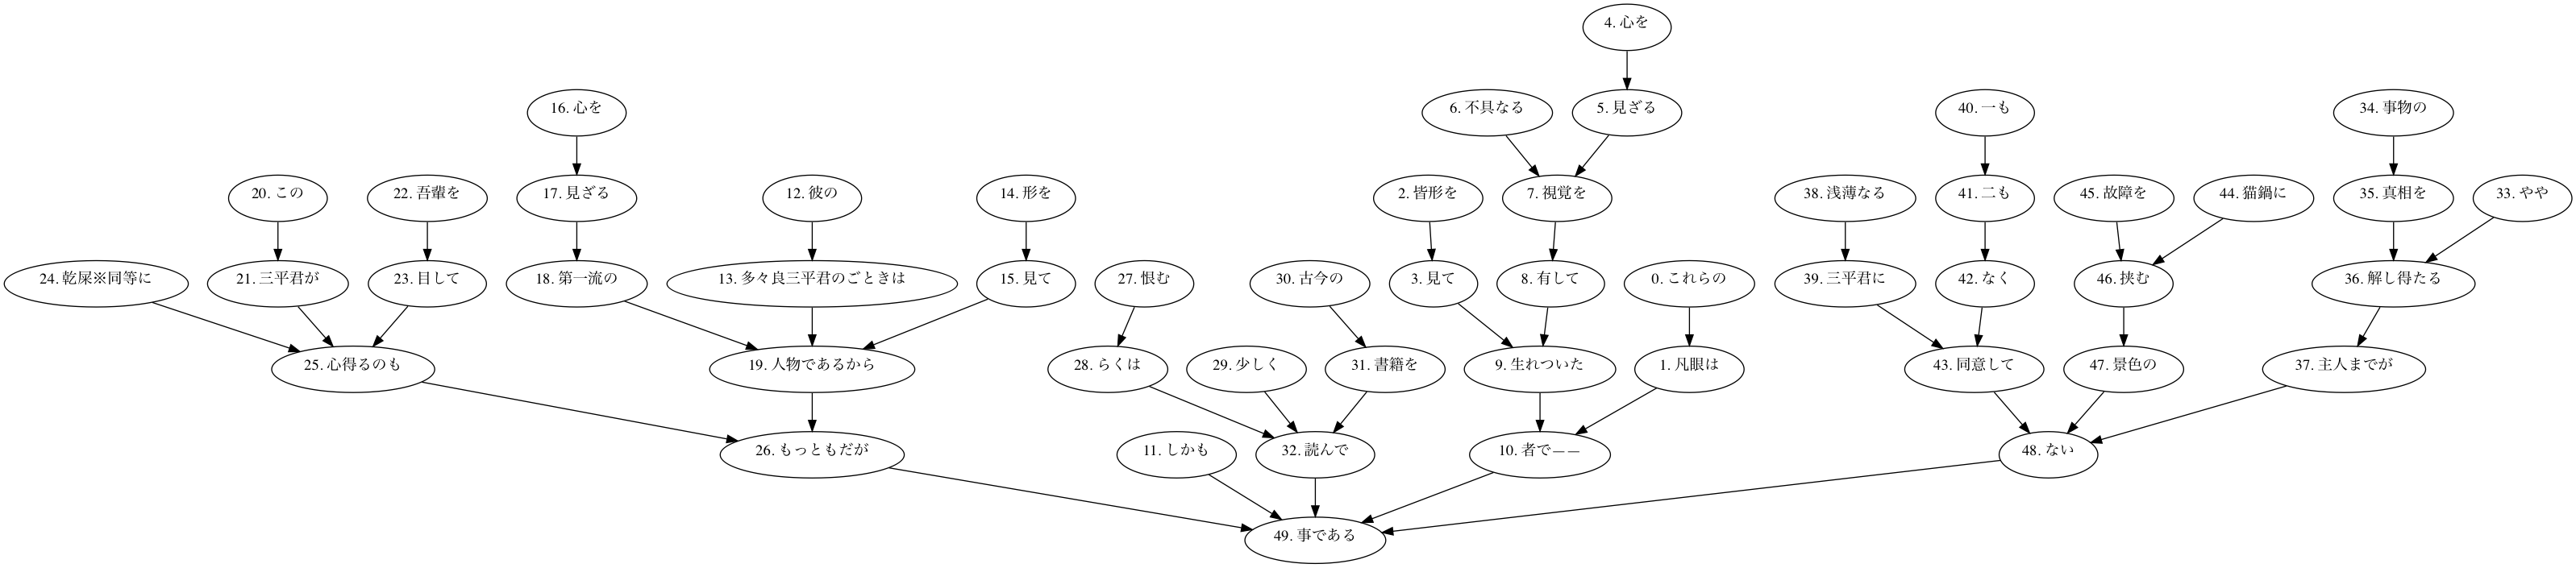 4. 心を
16. 心を
6. 不具なる
5. 見ざる
40. 一も
34. 事物の
20. この
22. 吾輩を
17. 見ざる
12. 彼の
14. 形を
2. 皆形を
7. 視覚を
38. 浅薄なる
41. 二も
45. 故障を
44. 猫鍋に
35. 真相を
33. やや
24. 乾屎※同等に
21. 三平君が
23. 目して
18. 第一流の
13. 多々良三平君のごときは
15. 見て
27. 恨む
30. 古今の
3. 見て
8. 有して
0. これらの
39. 三平君に
42. なく
46. 挟む
36. 解し得たる
25. 心得るのも
19. 人物であるから
28. らくは
29. 少しく
31. 書籍を
9. 生れついた
1. 凡眼は
43. 同意して
47. 景色の
37. 主人までが
26. もっともだが
11. しかも
32. 読んで
10. 者で——
48. ない
49. 事である